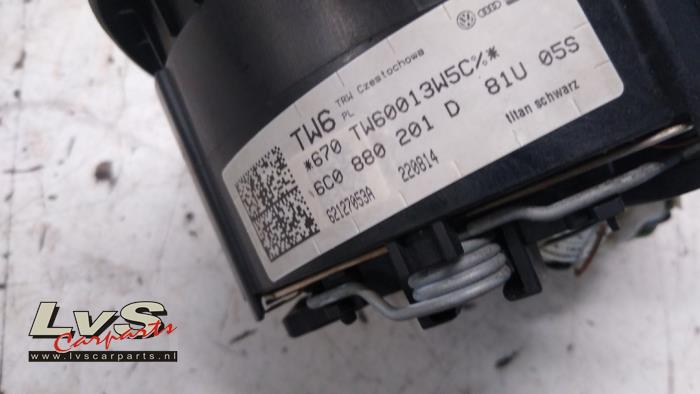 TW6 TRW Czestochowa
PL
*670 TW60013W5C%*
6C0 880 201 D 81U 05S
62127053A 220814 titan schwarz
LvS
Carparts
www.lvscarparts.nl